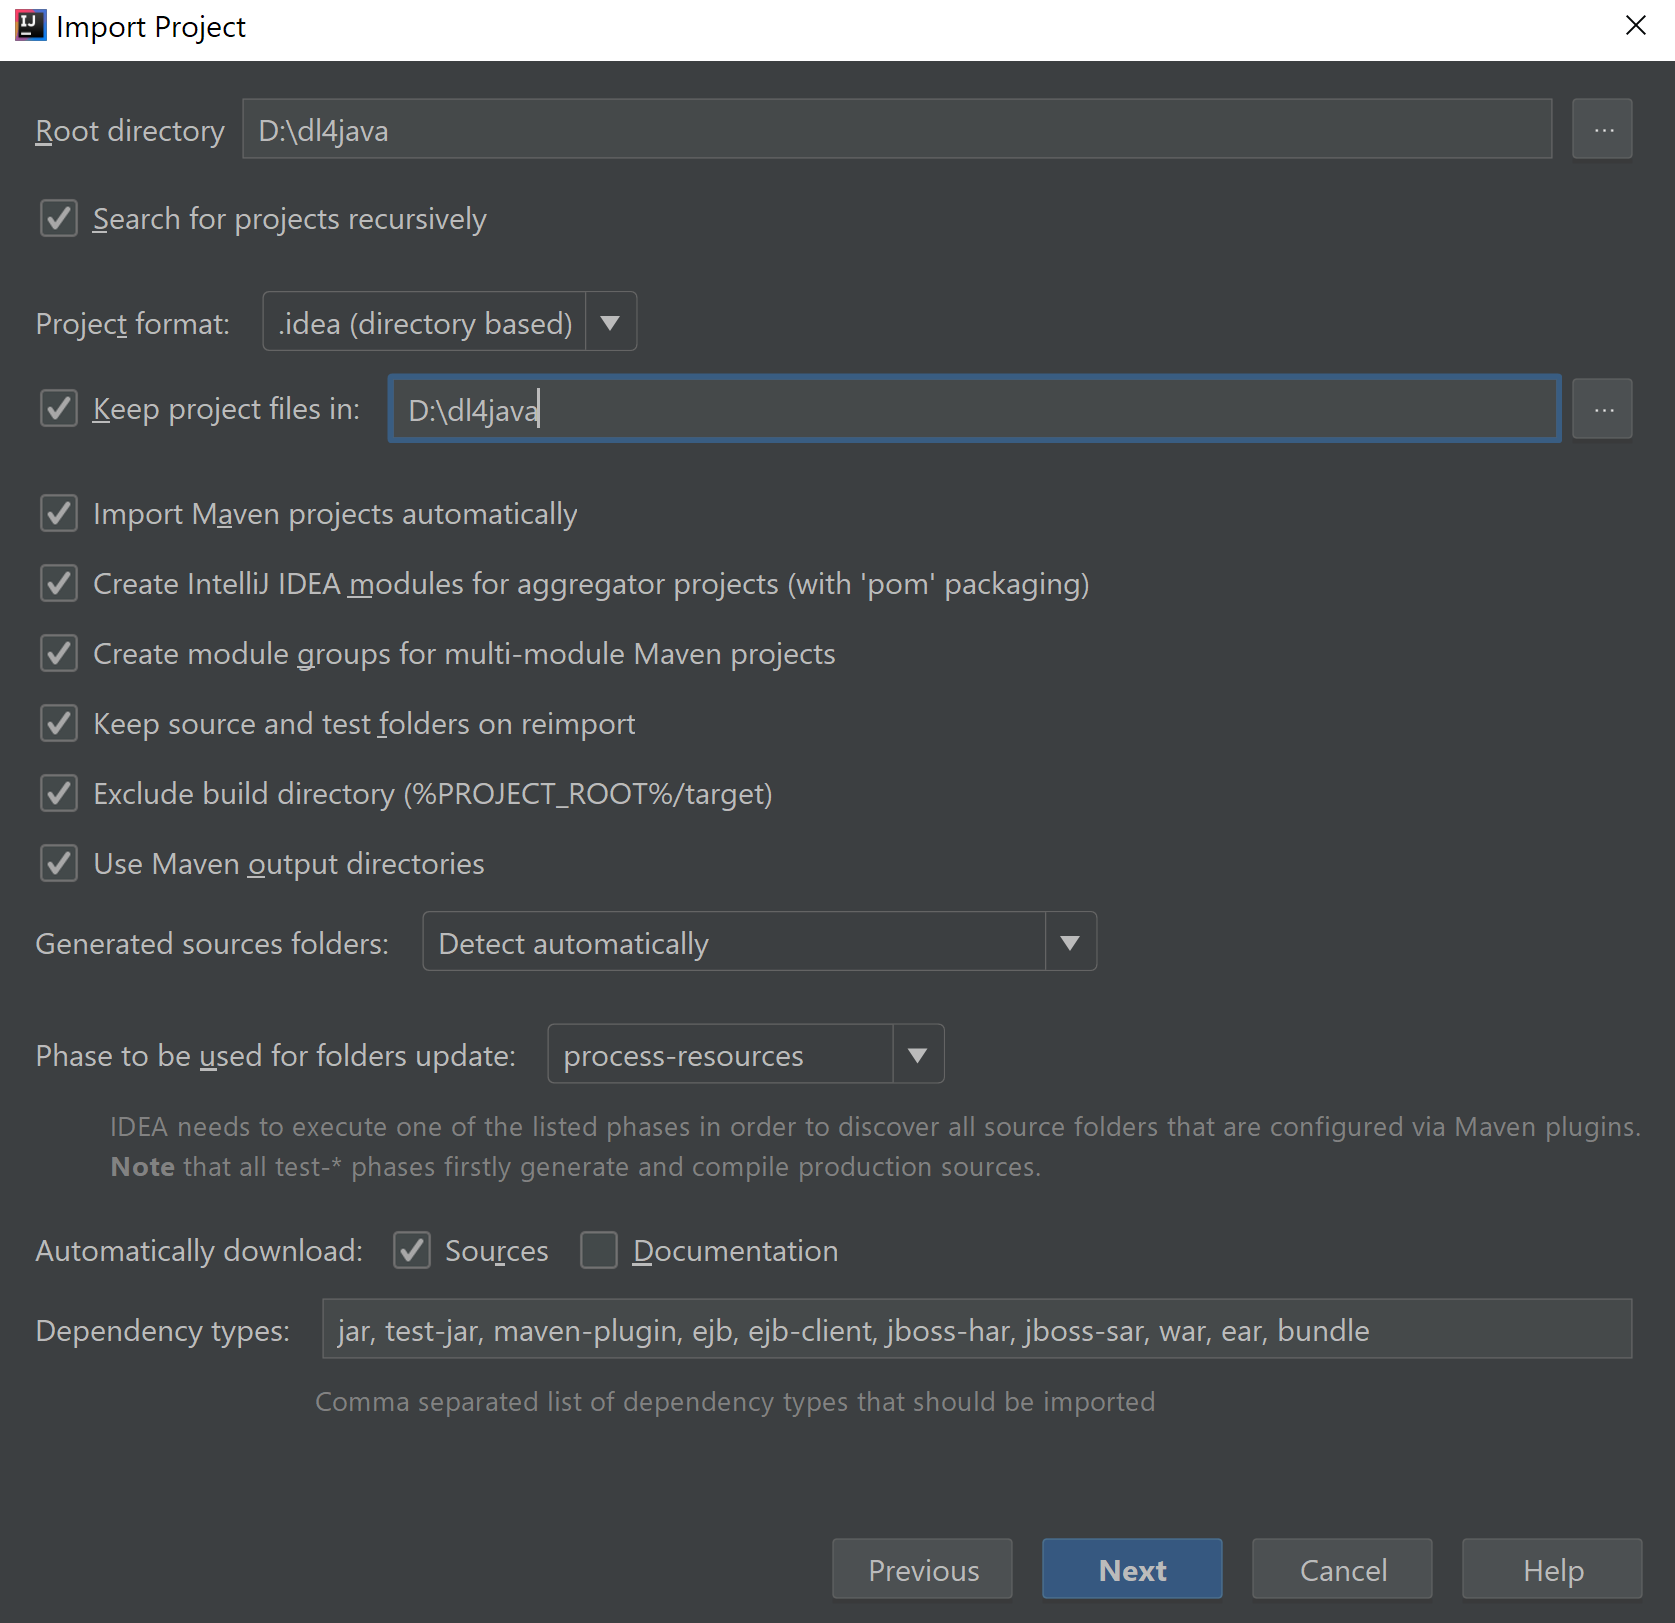 IJ
Import Project
Root directory D:\dl4java ...
Search for projects recursively
Project format: .idea (directory based)
Keep project files in: D:\dl4java ...
Import Maven projects automatically
Create IntelliJ IDEA modules for aggregator projects (with 'pom' packaging)
Create module groups for multi-module Maven projects
Keep source and test folders on reimport
Exclude build directory (%PROJECT_ROOT%/target)
Use Maven output directories
Generated sources folders: Detect automatically
Phase to be used for folders update: process-resources
IDEA needs to execute one of the listed phases in order to discover all source folders that are configured via Maven plugins.
Note that all test-* phases firstly generate and compile production sources.
Automatically download: Sources Documentation
Dependency types: jar, test-jar, maven-plugin, ejb, ejb-client, jboss-har, jboss-sar, war, ear, bundle
Comma separated list of dependency types that should be imported
Previous Next Cancel Help